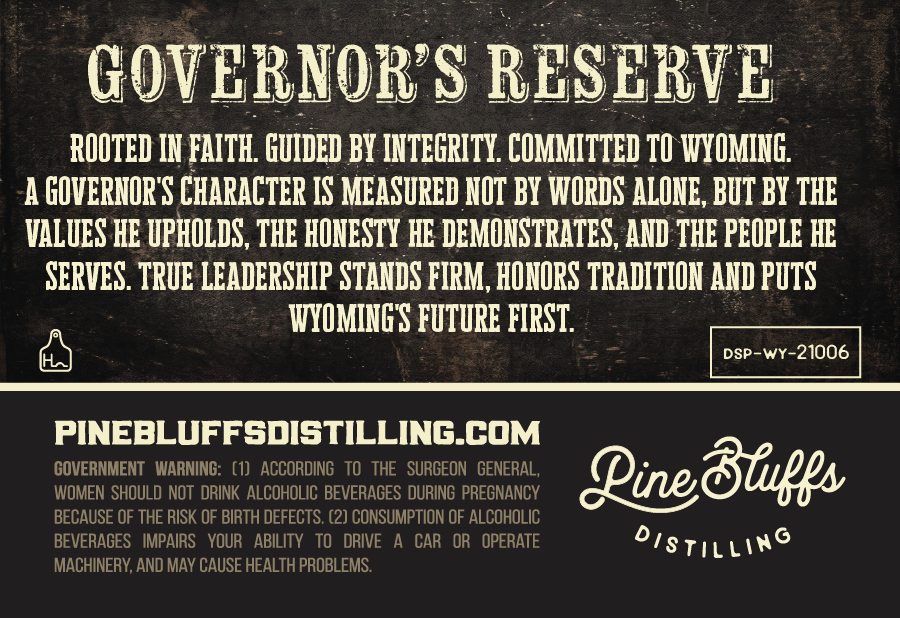 GOVERNOR'S RESERVE
ROOTED IN FAITH. GUIDED BY INTEGRITY. COMMITTED TO WYOMING.
A GOVERNOR'S CHARACTER IS MEASURED NOT BY WORDS ALONE, BUT BY THE
VALUES HE UPHOLDS, THE HONESTY HE DEMONSTRATES, AND THE PEOPLE HE
SERVES. TRUE LEADERSHIP STANDS FIRM, HONORS TRADITION AND PUTS
WYOMING'S FUTURE FIRST.
DSP-WY-21006
PINEBLUFFSDISTILLING.COM
GOVERNMENT WARNING: (1) ACCORDING TO THE SURGEON GENERAL,
WOMEN SHOULD NOT DRINK ALCOHOLIC BEVERAGES DURING PREGNANCY
BECAUSE OF THE RISK OF BIRTH DEFECTS. (2) CONSUMPTION OF ALCOHOLIC
BEVERAGES IMPAIRS YOUR ABILITY TO DRIVE A CAR OR OPERATE
MACHINERY, AND MAY CAUSE HEALTH PROBLEMS.
Pine Bluffs
DISTILLING